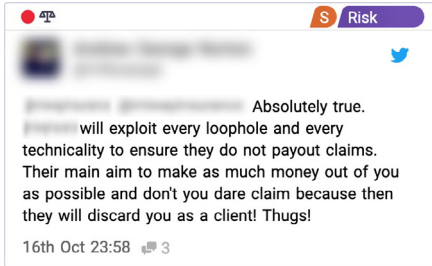 S Risk
Absolutely true.
will exploit every loophole and every
technicality to ensure they do not payout claims.
Their main aim to make as much money out of you
as possible and don't you dare claim because then
they will discard you as a client! Thugs!
16th Oct 23:58 3